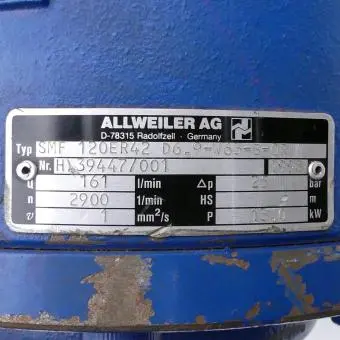 ALLWEILER AG
D-78315 Radolfzell · Germany
Typ SMF 120ER42
Nr. 39447/001
161 l/min Δp bar
n 2900 1/min HS m
ν 1 mm²/s P kW